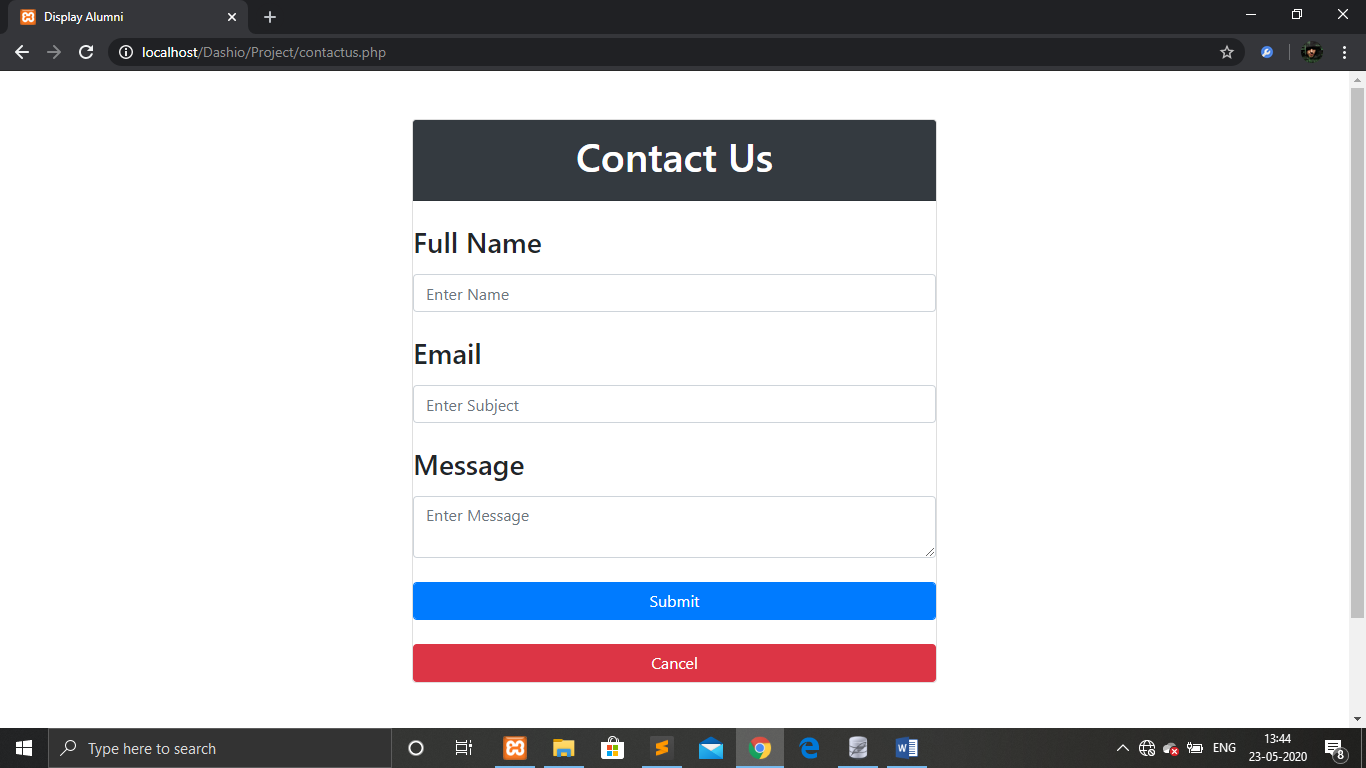 Display Alumni
localhost/Dashio/Project/contactus.php
Contact Us
Full Name
Enter Name
Email
Enter Subject
Message
Enter Message
Submit
Cancel
Type here to search
ENG
13:44
23-05-2020
8